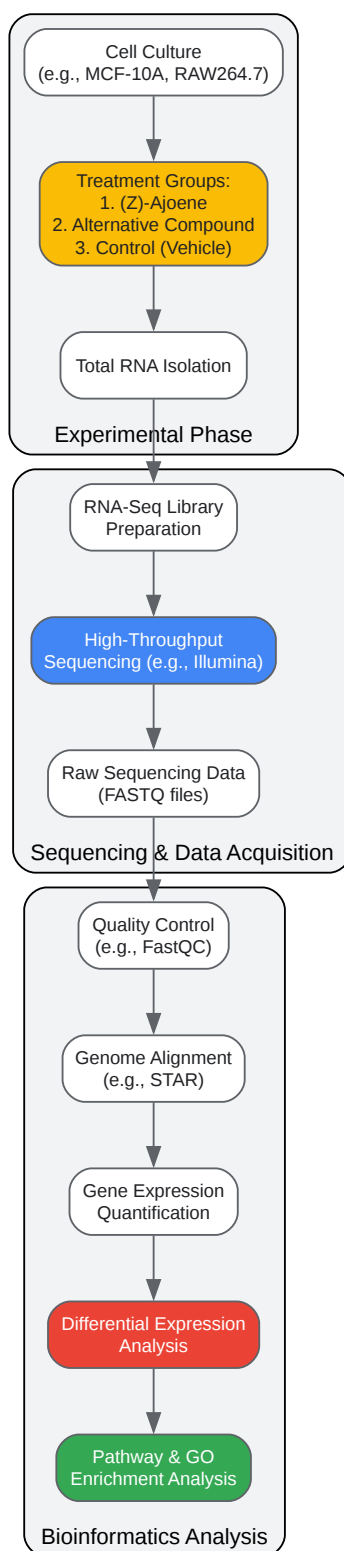 Cell Culture
(e.g., MCF-10A, RAW264.7)
Treatment Groups:
1. (Z)-Ajoene
2. Alternative Compound
3. Control (Vehicle)
Total RNA Isolation
Experimental Phase
RNA-Seq Library
Preparation
High-Throughput
Sequencing (e.g., Illumina)
Raw Sequencing Data
(FASTQ files)
Sequencing & Data Acquisition
Quality Control
(e.g., FastQC)
Genome Alignment
(e.g., STAR)
Gene Expression
Quantification
Differential Expression
Analysis
Pathway & GO
Enrichment Analysis
Bioinformatics Analysis